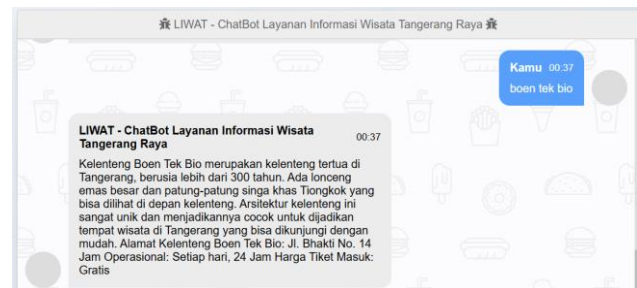 LIWAT - ChatBot Layanan Informasi Wisata Tangerang Raya
Kamu 00:37
boen tek bio
LIWAT - ChatBot Layanan Informasi Wisata
Tangerang Raya
00:37
Kelenteng Boen Tek Bio merupakan kelenteng tertua di
Tangerang, berusia lebih dari 300 tahun. Ada lonceng
emas besar dan patung-patung singa khas Tiongkok yang
bisa dilihat di depan kelenteng. Arsitektur kelenteng ini
sangat unik dan menjadikannya cocok untuk dijadikan
tempat wisata di Tangerang yang bisa dikunjungi dengan
mudah. Alamat Kelenteng Boen Tek Bio: Jl. Bhakti No. 14
Jam Operasional: Setiap hari, 24 Jam Harga Tiket Masuk:
Gratis